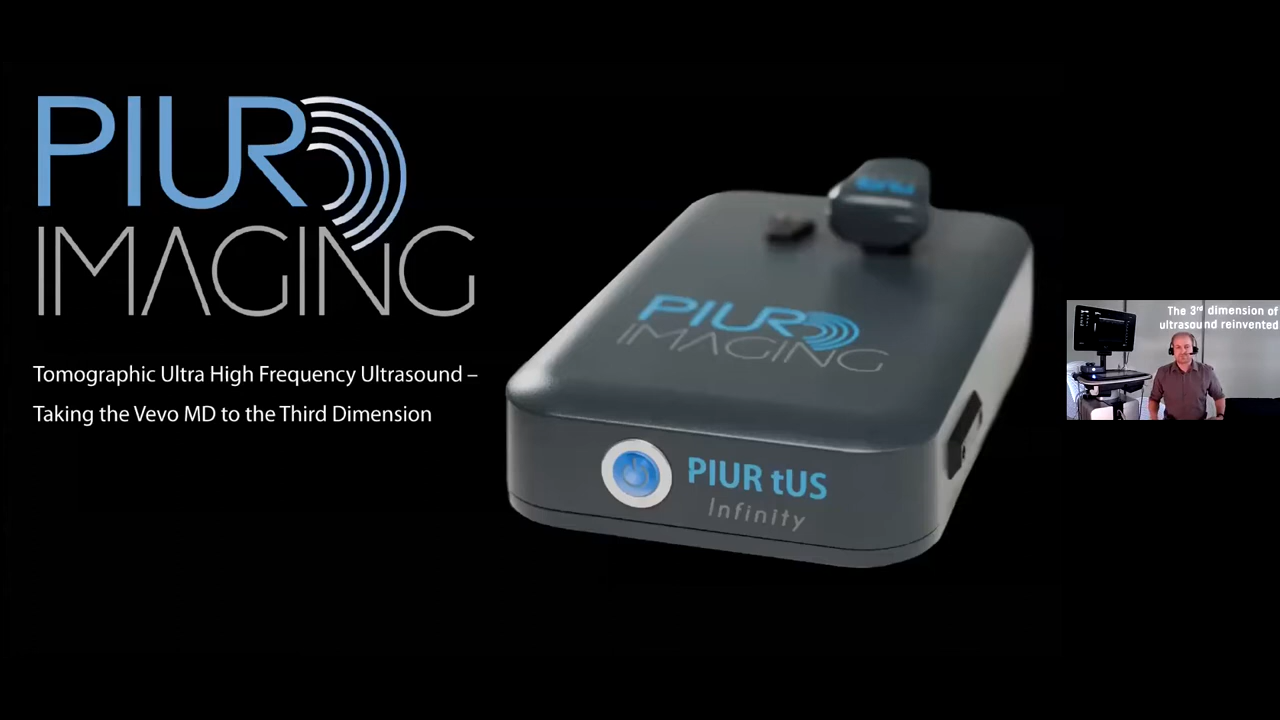 PIUR
IMAGING
Tomographic Ultra High Frequency Ultrasound –
Taking the Vevo MD to the Third Dimension
PIUR
IMAGING
PIUR tUS
Infinity
The 3rd dimension of
ultrasound reinvented